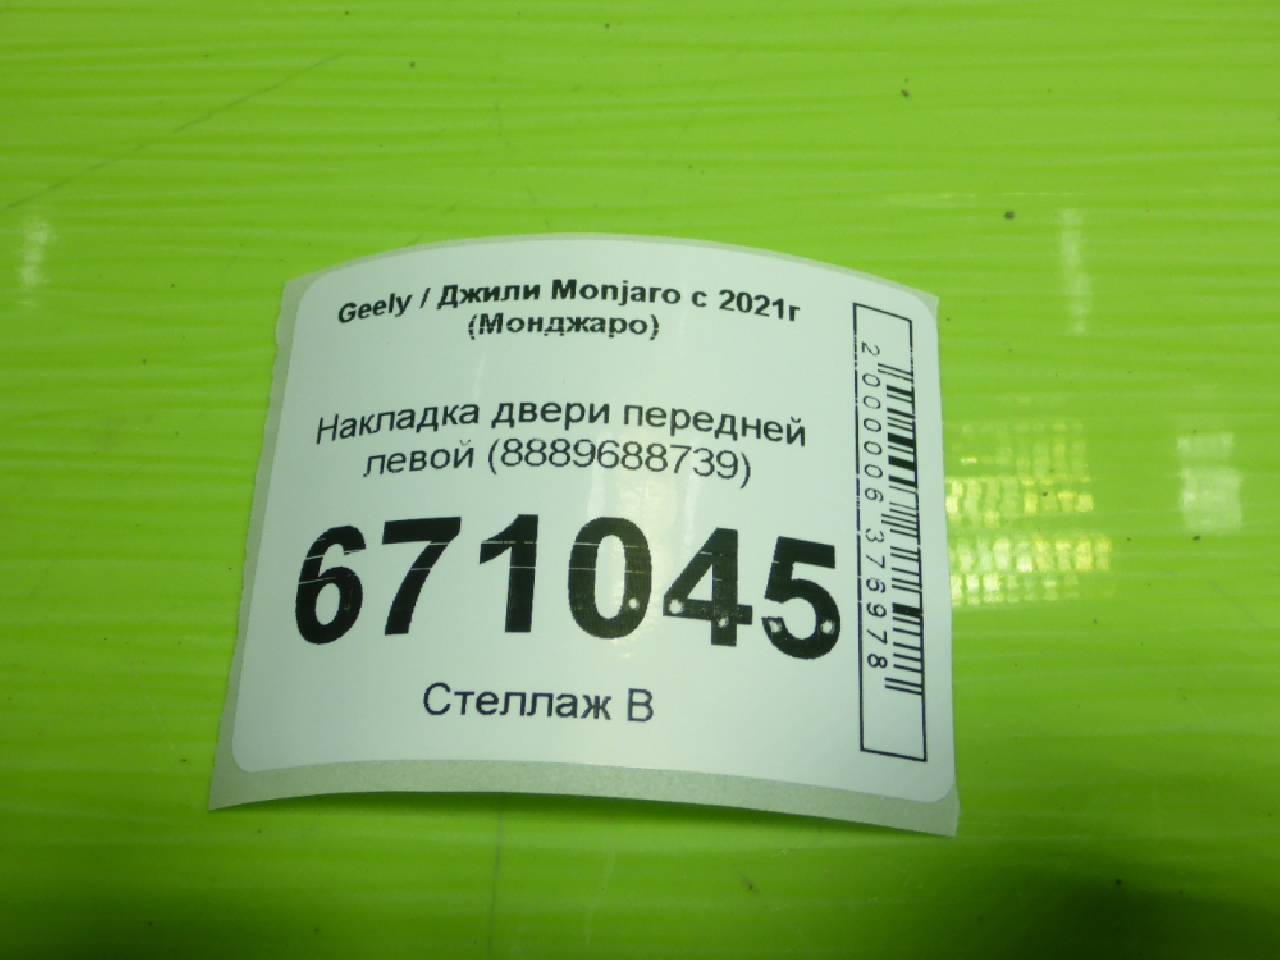 Geely / Джили Monjaro с 2021г
(Монджаро)
Накладка двери передней
левой (8889688739)
671045
Стеллаж В
2000006376978